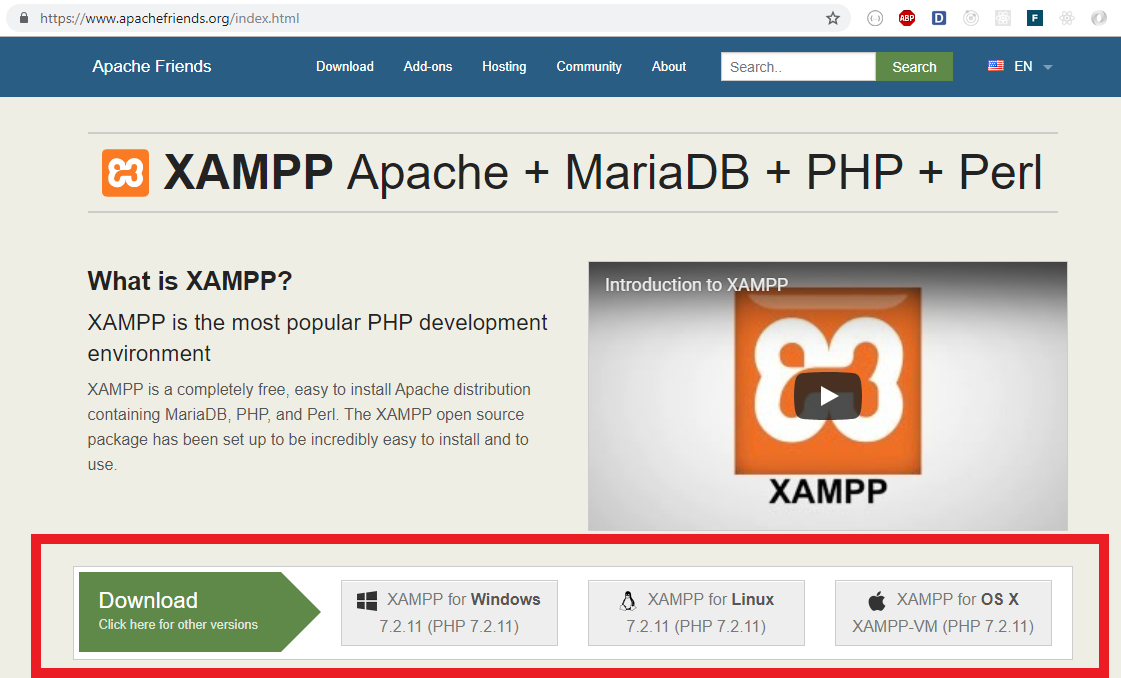 https://www.apachefriends.org/index.html
ABP
D
F
Apache Friends
Download
Add-ons
Hosting
Community
About
Search..
Search
EN
XAMPP Apache + MariaDB + PHP + Perl
What is XAMPP?
XAMPP is the most popular PHP development
environment
XAMPP is a completely free, easy to install Apache distribution
containing MariaDB, PHP, and Perl. The XAMPP open source
package has been set up to be incredibly easy to install and to
use.
Introduction to XAMPP
XAMPP
Download
Click here for other versions
XAMPP for Windows
7.2.11 (PHP 7.2.11)
XAMPP for Linux
7.2.11 (PHP 7.2.11)
XAMPP for OS X
XAMPP-VM (PHP 7.2.11)